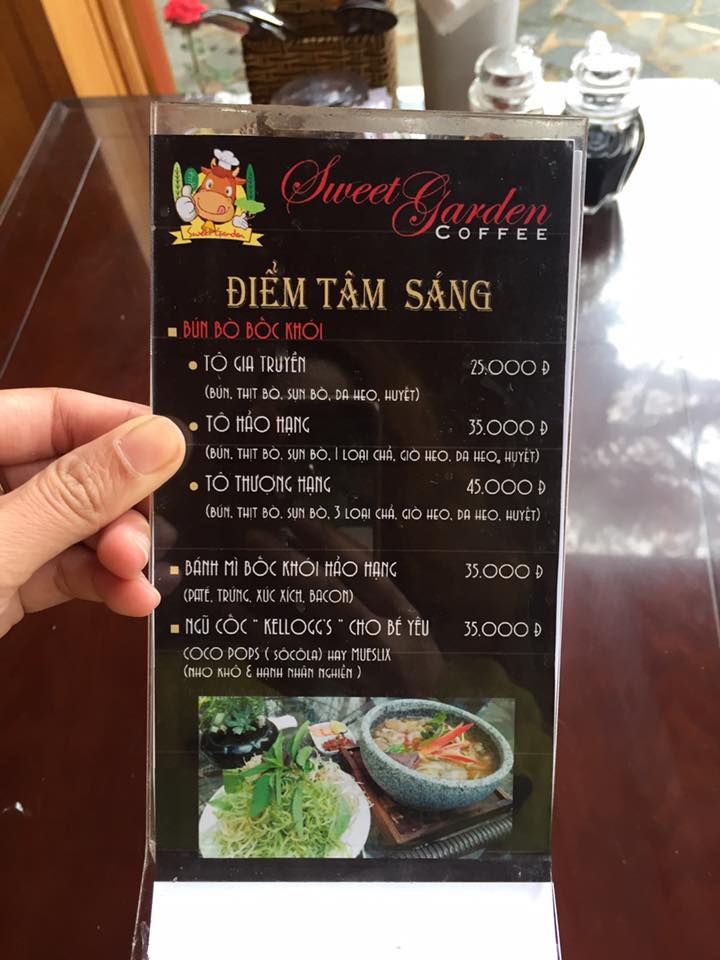 Sweet Garden
Sweet Garden
COFFEE
ĐIỂM TÂM SÁNG
BÚN BÒ BỐC KHÓI
TÔ GIA TRUYỀN 25.000 Đ
(BÚN, THỊT BÒ, SỤN BÒ, DA HEO, HUYẾT)
TÔ HẢO HẠNG 35.000 Đ
(BÚN, THỊT BÒ, SỤN BÒ, 1 LOẠI CHẢ, GIÒ HEO, DA HEO, HUYẾT)
TÔ THƯỢNG HẠNG 45.000 Đ
(BÚN, THỊT BÒ, SỤN BÒ, 3 LOẠI CHẢ, GIÒ HEO, DA HEO, HUYẾT)
BÁNH MÌ BỐC KHÓI HẢO HẠNG 35.000 Đ
(PATÉ, TRỨNG, XÚC XÍCH, BACON)
NGŨ CỐC " KELLOGG'S " CHO BÉ YÊU 35.000 Đ
COCO POPS ( SÔCÔLA) HAY MUESLIX
(NHO KHÔ & HẠNH NHÂN NGHIỀN )